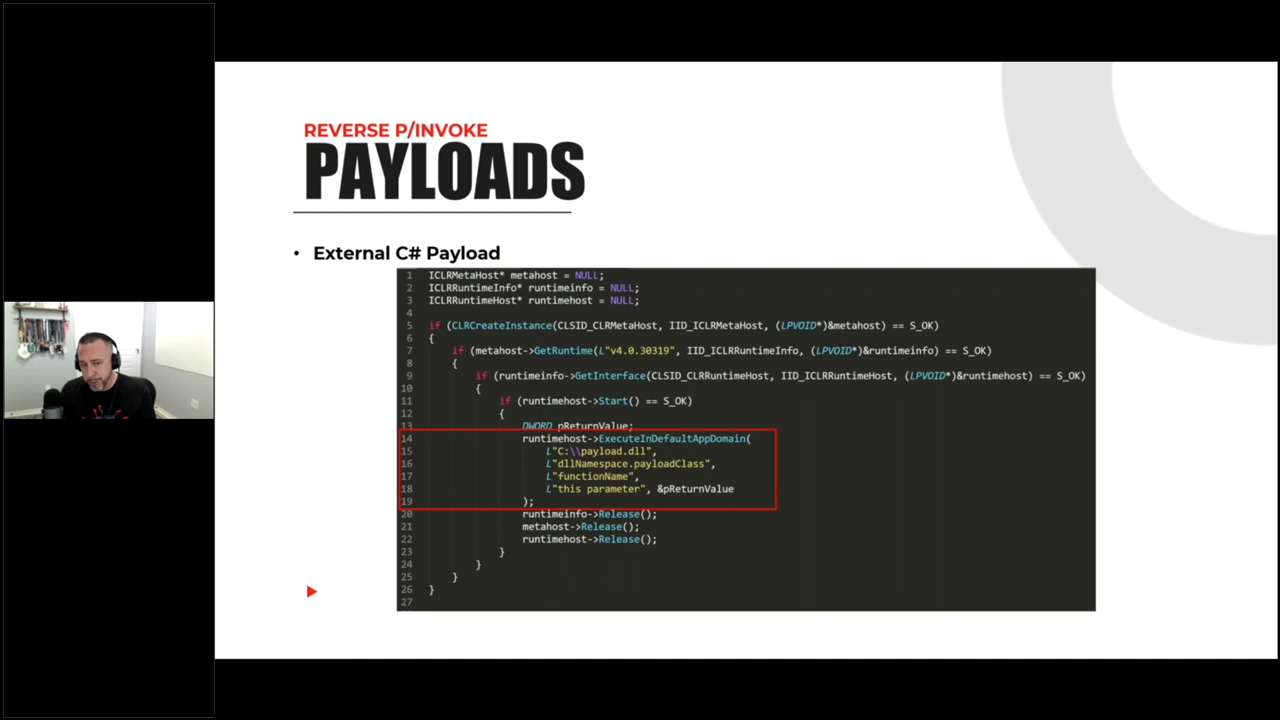 REVERSE P/INVOKE
PAYLOADS
• External C# Payload
1 ICLRMetaHost* metahost = NULL;
2 ICLRRuntimeInfo* runtimeinfo = NULL;
3 ICLRRuntimeHost* runtimehost = NULL;
4
5 if (CLRCreateInstance(CLSID_CLRMetaHost, IID_ICLRMetaHost, (LPVOID*)&metahost) == S_OK)
6 {
7 if (metahost->GetRuntime(L"v4.0.30319", IID_ICLRRuntimeInfo, (LPVOID*)&runtimeinfo) == S_OK)
8 {
9 if (runtimeinfo->GetInterface(CLSID_CLRRuntimeHost, IID_ICLRRuntimeHost, (LPVOID*)&runtimehost) == S_OK)
10 {
11 if (runtimehost->Start() == S_OK)
12 {
13 DWORD pReturnValue;
14 runtimehost->ExecuteInDefaultAppDomain(
15 L"C:\\payload.dll",
16 L"dllNamespace.payloadClass",
17 L"functionName",
18 L"this parameter", &pReturnValue
19 );
20 runtimeinfo->Release();
21 metahost->Release();
22 runtimehost->Release();
23 }
24 }
25 }
26 }
27